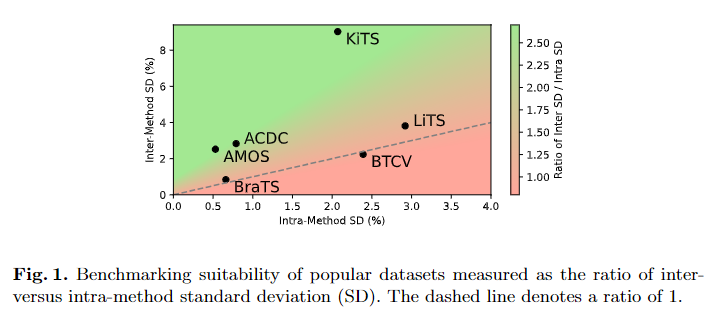 KiTS
LiTS
ACDC
AMOS
BTCV
BraTS
Inter-Method SD (%)
8
6
4
2
0
0.0 0.5 1.0 1.5 2.0 2.5 3.0 3.5 4.0
Intra-Method SD (%)
2.50
2.25
2.00
1.75
1.50
1.25
1.00
Ratio of Inter SD / Intra SD
Fig. 1. Benchmarking suitability of popular datasets measured as the ratio of inter-
versus intra-method standard deviation (SD). The dashed line denotes a ratio of 1.